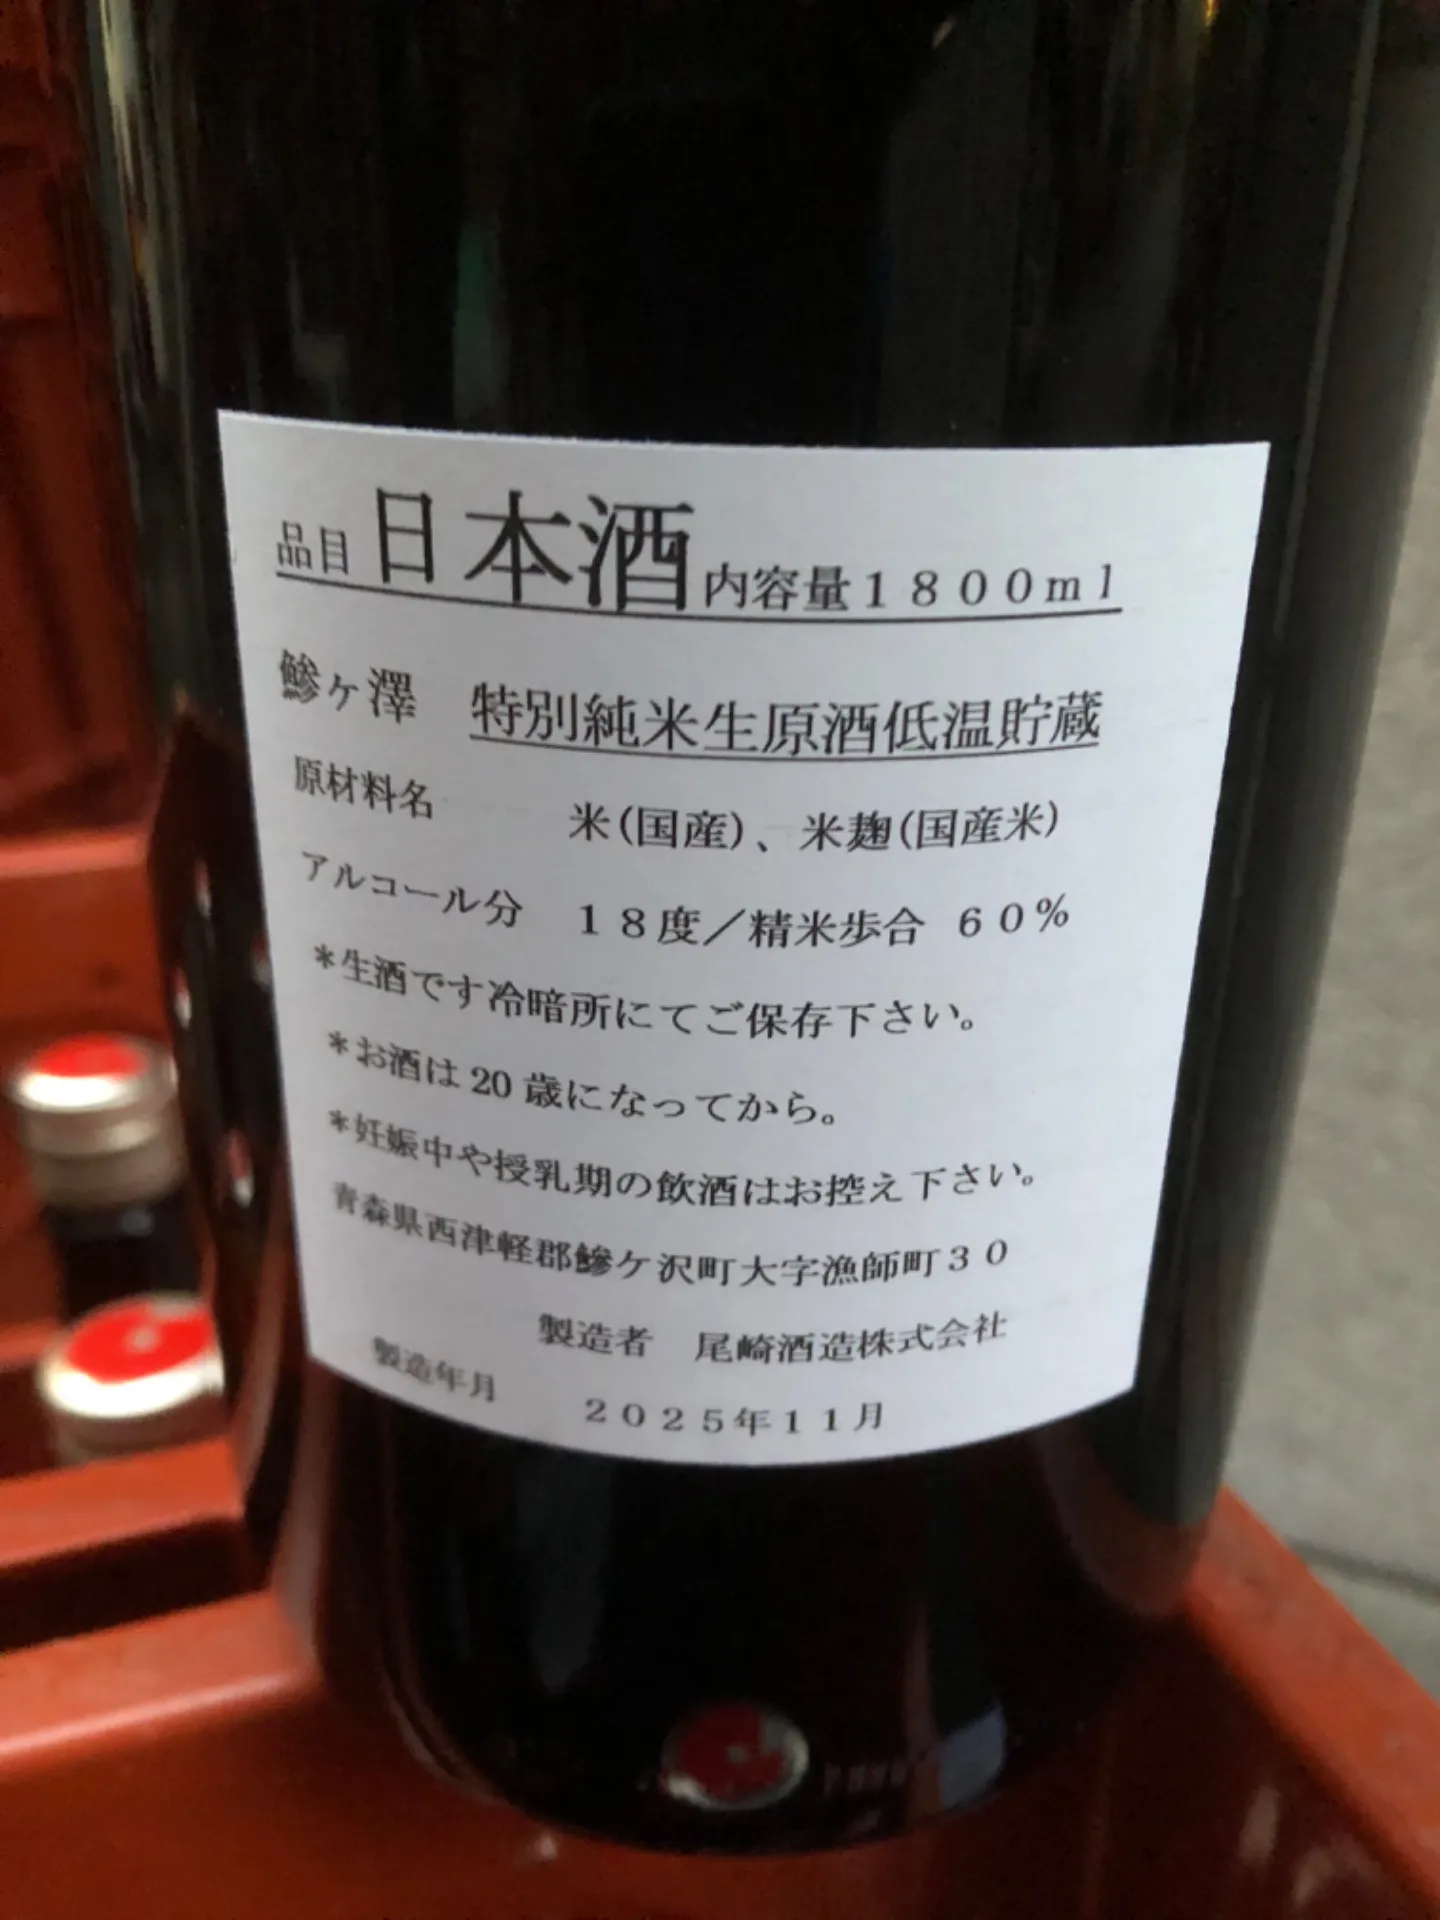 品目 日本酒 内容量1800ml
鰺ヶ澤 特別純米生原酒低温貯蔵
原材料名 米(国産)、米麹(国産米)
アルコール分 18度／精米歩合 60%
*生酒です冷暗所にてご保存下さい。
*お酒は20歳になってから。
*妊娠中や授乳期の飲酒はお控え下さい。
青森県西津軽郡鰺ケ沢町大字漁師町30
製造者 尾崎酒造株式会社
製造年月 2025年11月